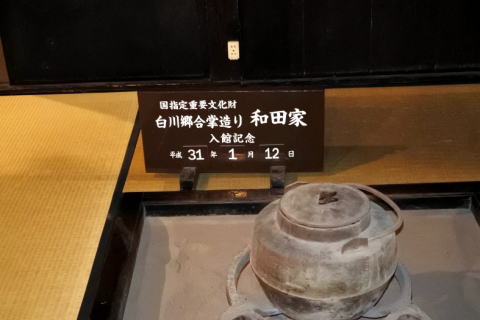 国指定重要文化財
白川郷合掌造り 和田家
入館記念
平成 31 年 1 月 12 日